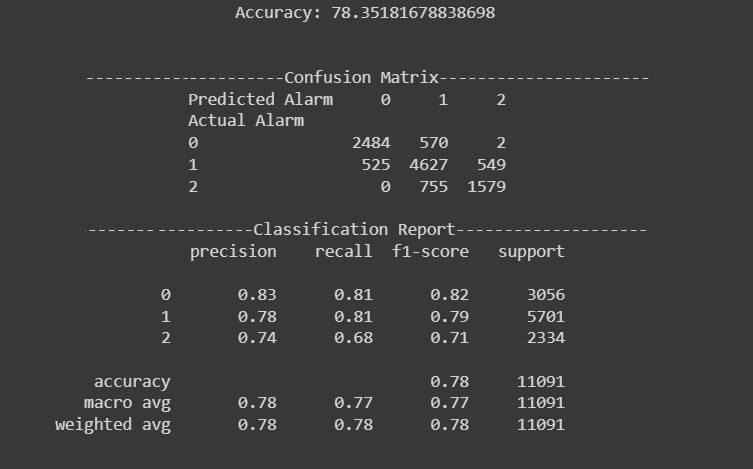 Accuracy: 78.35181678838698
----------------------Confusion Matrix-----------------------
Predicted Alarm 0 1 2
Actual Alarm
0 2484 570 2
1 525 4627 549
2 0 755 1579
------------------Classification Report---------------------
precision recall f1-score support
0 0.83 0.81 0.82 3056
1 0.78 0.81 0.79 5701
2 0.74 0.68 0.71 2334
accuracy 0.78 11091
macro avg 0.78 0.77 0.77 11091
weighted avg 0.78 0.78 0.78 11091